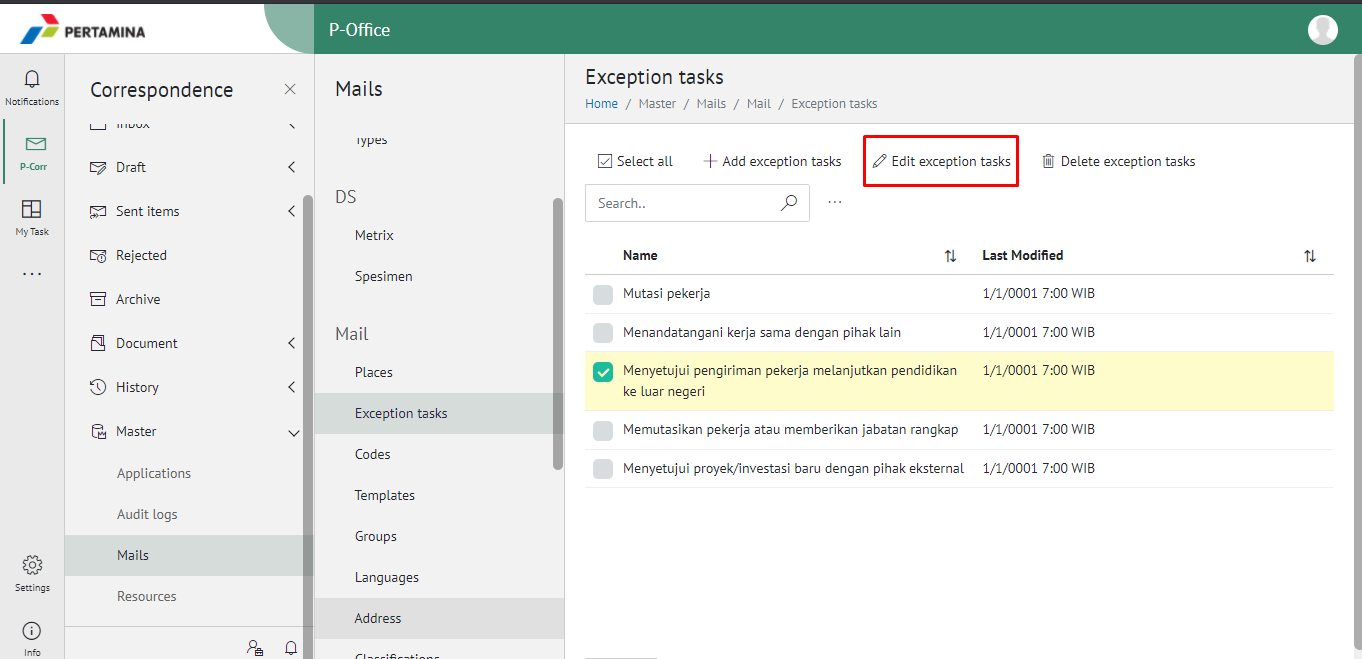 PERTAMINA
P-Office
Notifications
P-Corr
My Task
...
Settings
Info
Correspondence
Inbox
Draft
Sent items
Rejected
Archive
Document
History
Master
Applications
Audit logs
Mails
Resources
Mails
Types
DS
Metrix
Spesimen
Mail
Places
Exception tasks
Codes
Templates
Groups
Languages
Address
Classifications
Exception tasks
Home / Master / Mails / Mail / Exception tasks
Select all Add exception tasks Edit exception tasks Delete exception tasks
Search.. ...
Name Last Modified
Mutasi pekerja 1/1/0001 7:00 WIB
Menandatangani kerja sama dengan pihak lain 1/1/0001 7:00 WIB
Menyetujui pengiriman pekerja melanjutkan pendidikan 1/1/0001 7:00 WIB
ke luar negeri
Memutasikan pekerja atau memberikan jabatan rangkap 1/1/0001 7:00 WIB
Menyetujui proyek/investasi baru dengan pihak eksternal 1/1/0001 7:00 WIB